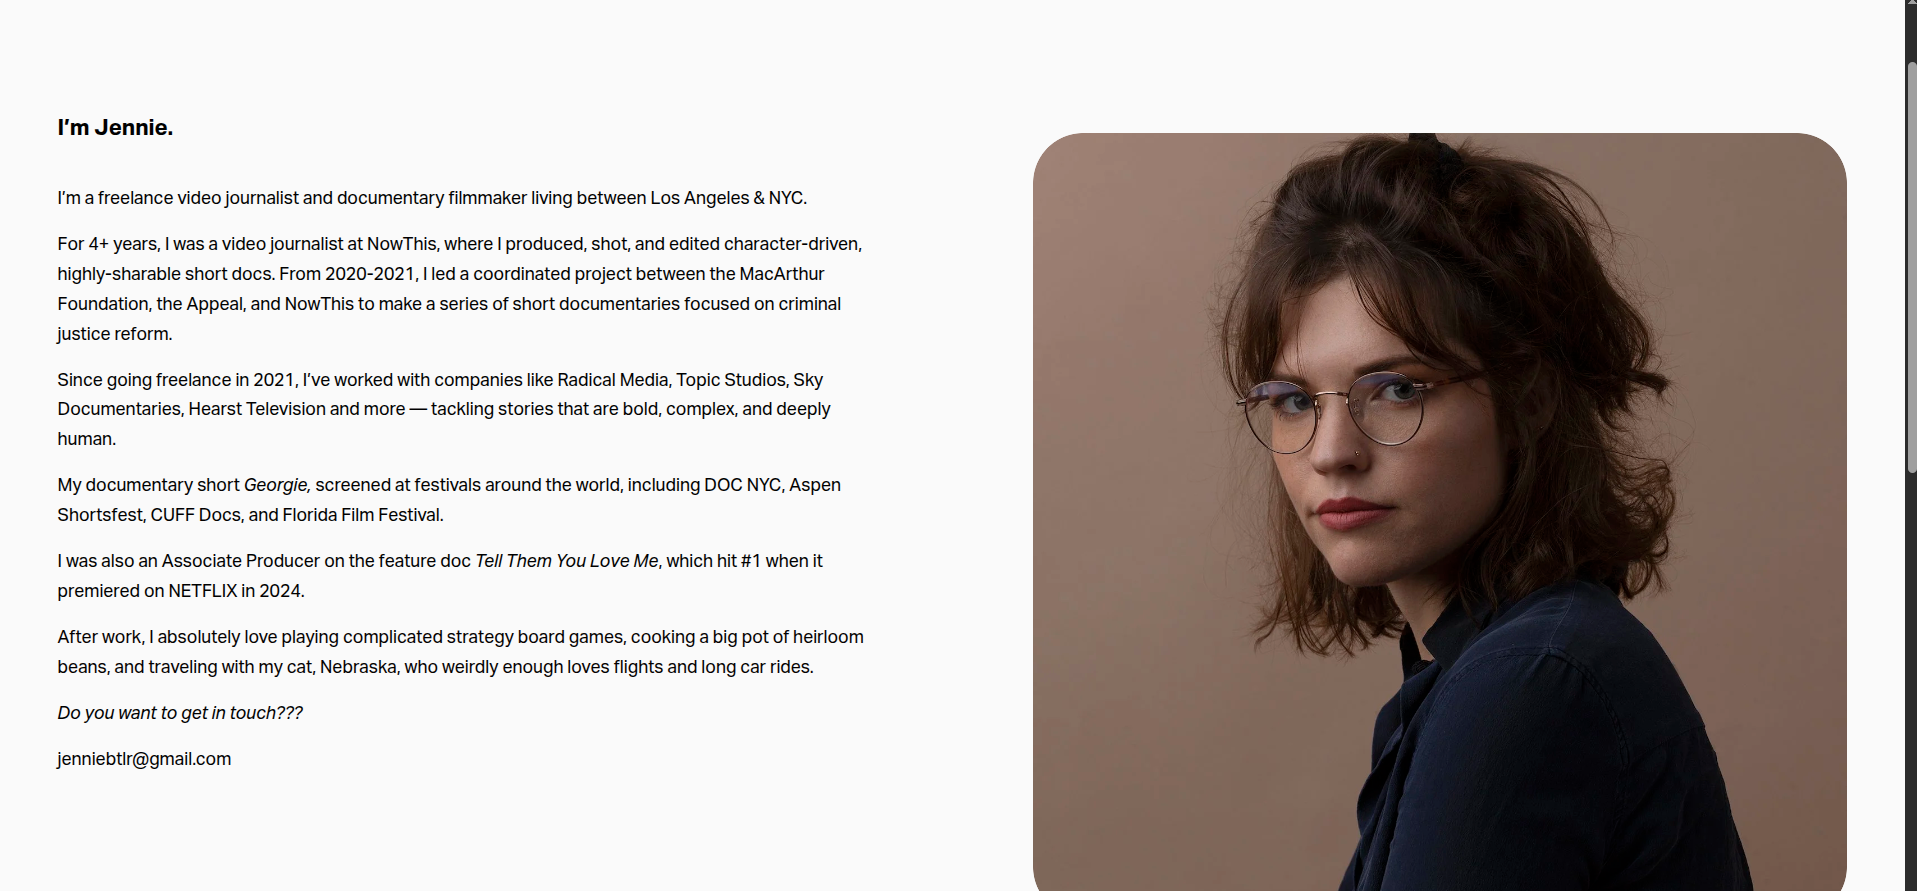 I'm Jennie.
I'm a freelance video journalist and documentary filmmaker living between Los Angeles & NYC.
For 4+ years, I was a video journalist at NowThis, where I produced, shot, and edited character-driven,
highly-sharable short docs. From 2020-2021, I led a coordinated project between the MacArthur
Foundation, the Appeal, and NowThis to make a series of short documentaries focused on criminal
justice reform.
Since going freelance in 2021, I've worked with companies like Radical Media, Topic Studios, Sky
Documentaries, Hearst Television and more — tackling stories that are bold, complex, and deeply
human.
My documentary short Georgie, screened at festivals around the world, including DOC NYC, Aspen
Shortsfest, CUFF Docs, and Florida Film Festival.
I was also an Associate Producer on the feature doc Tell Them You Love Me, which hit #1 when it
premiered on NETFLIX in 2024.
After work, I absolutely love playing complicated strategy board games, cooking a big pot of heirloom
beans, and traveling with my cat, Nebraska, who weirdly enough loves flights and long car rides.
Do you want to get in touch???
jenniebtlr@gmail.com